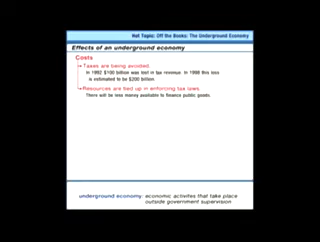 Hot Topic: Off the Books: The Underground Economy
Effects of an underground economy
Costs
Taxes are being avoided.
In 1992 $100 billion was lost in tax revenue. In 1998 this loss
is estimated to be $200 billion.
Resources are tied up in enforcing tax laws.
There will be less money available to finance public goods.
underground economy: economic activites that take place
outside government supervision